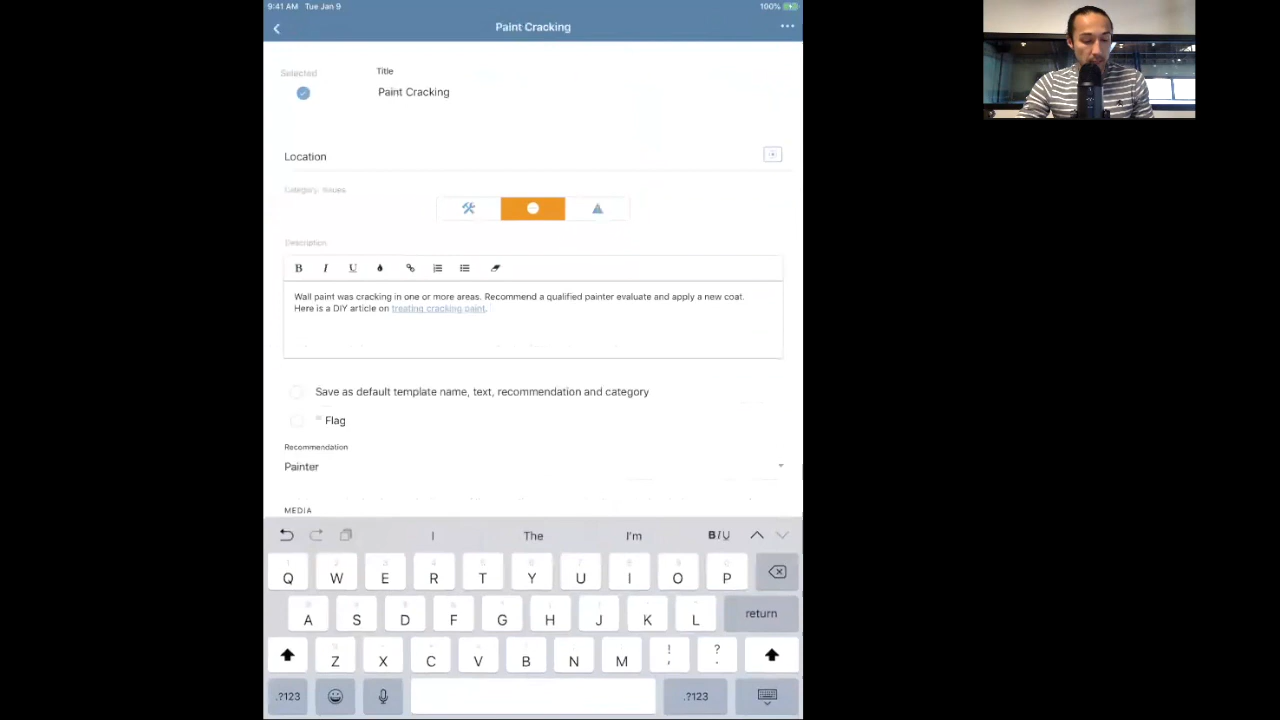 9:41 AM Tue Jan 9
100%
Paint Cracking
Selected
Title
Paint Cracking
Location
Category: Issues
Description
B I U
Wall paint was cracking in one or more areas. Recommend a qualified painter evaluate and apply a new coat.
Here is a DIY article on treating cracking paint.
Save as default template name, text, recommendation and category
Flag
Recommendation
Painter
MEDIA
I The I'm BIU
Q W E R T Y U I O P
A S D F G H J K L return
Z X C V B N M ! , ? .
.?123 .?123